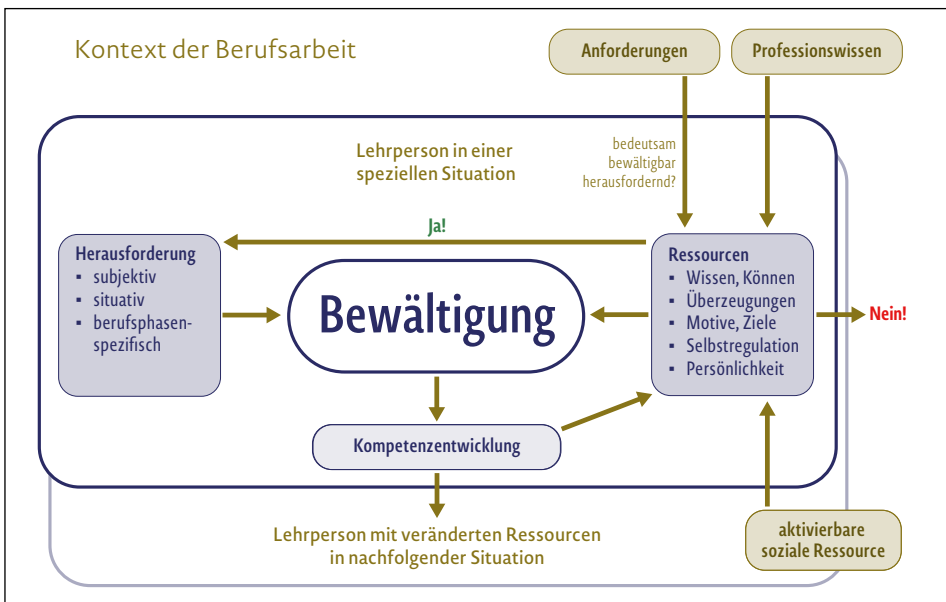 Kontext der Berufsarbeit
Anforderungen
Professionswissen
bedeutsam
bewältigbar
herausfordernd?
Lehrperson in einer
speziellen Situation
Ja!
Herausforderung
▪ subjektiv
▪ situativ
▪ berufsphasen-
spezifisch
Bewältigung
Ressourcen
▪ Wissen, Können
▪ Überzeugungen
▪ Motive, Ziele
▪ Selbstregulation
▪ Persönlichkeit
Nein!
Kompetenzentwicklung
Lehrperson mit veränderten Ressourcen
in nachfolgender Situation
aktivierbare
soziale Ressource